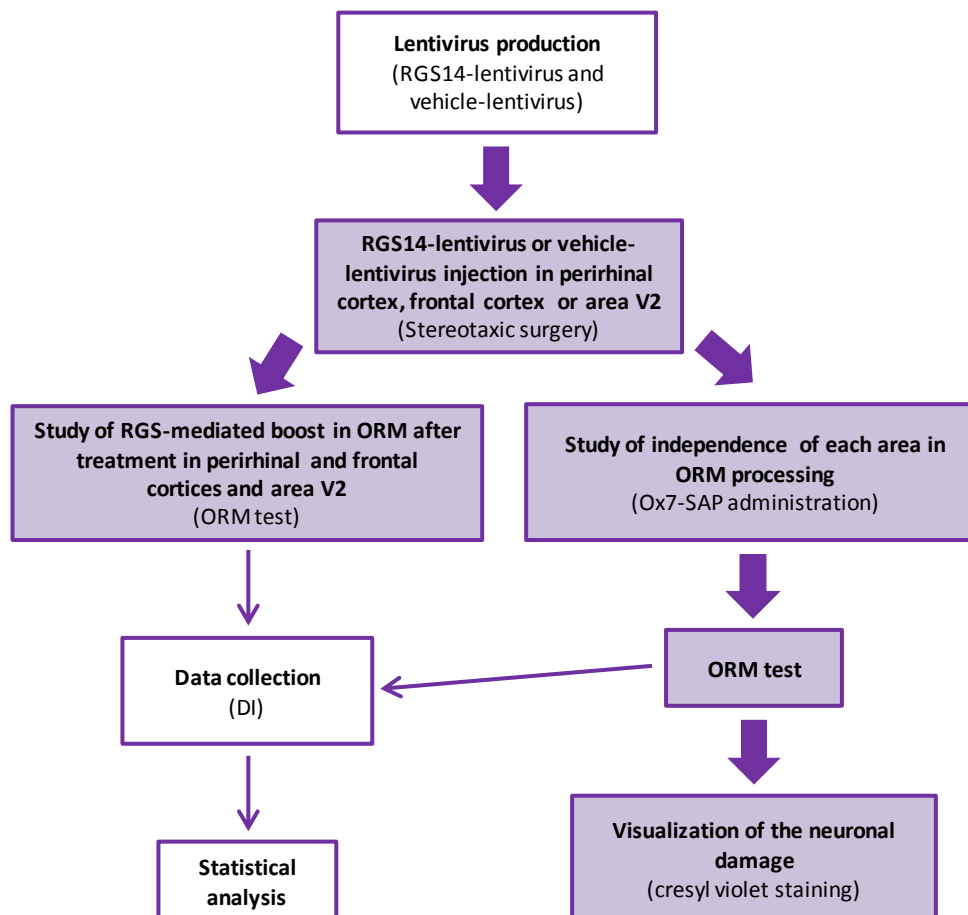 Lentivirus production
(RGS14-lentivirus and
vehicle-lentivirus)
RGS14-lentivirus or vehicle-
lentivirus injection in perirhinal
cortex, frontal cortex or area V2
(Stereotaxic surgery)
Study of RGS-mediated boost in ORM after
treatment in perirhinal and frontal
cortices and area V2
(ORM test)
Study of independence of each area in
ORM processing
(Ox7-SAP administration)
Data collection
(DI)
ORM test
Statistical
analysis
Visualization of the neuronal
damage
(cresyl violet staining)